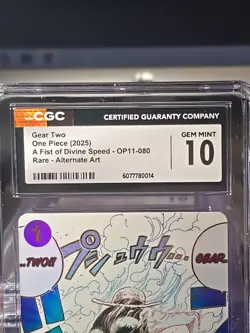 CGC CERTIFIED GUARANTY COMPANY
Gear Two
One Piece (2025)
A Fist of Divine Speed - OP11-080
Rare - Alternate Art
6077780014
GEM MINT
10
1
...TWO!!
プシュウウ...
GEAR...